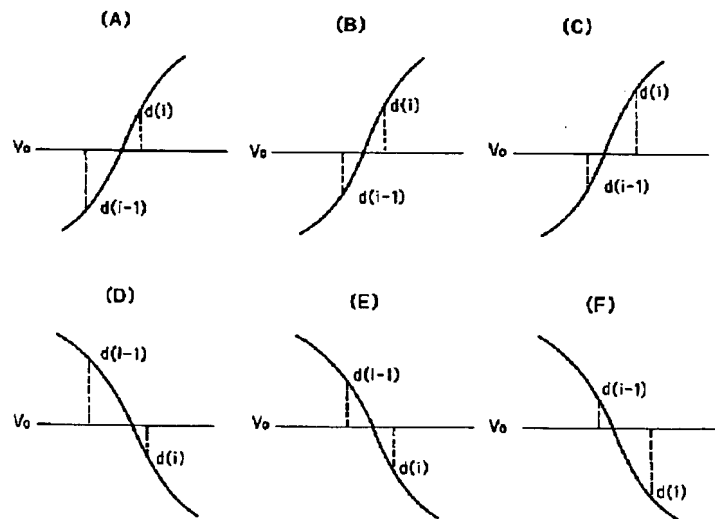 (A)
d(i)
Vo
d(i-1)
(B)
d(i)
Vo
d(i-1)
(C)
d(i)
Vo
d(i-1)
(D)
d(i-1)
Vo
d(i)
(E)
d(i-1)
Vo
d(i)
(F)
d(i-1)
Vo
d(i)